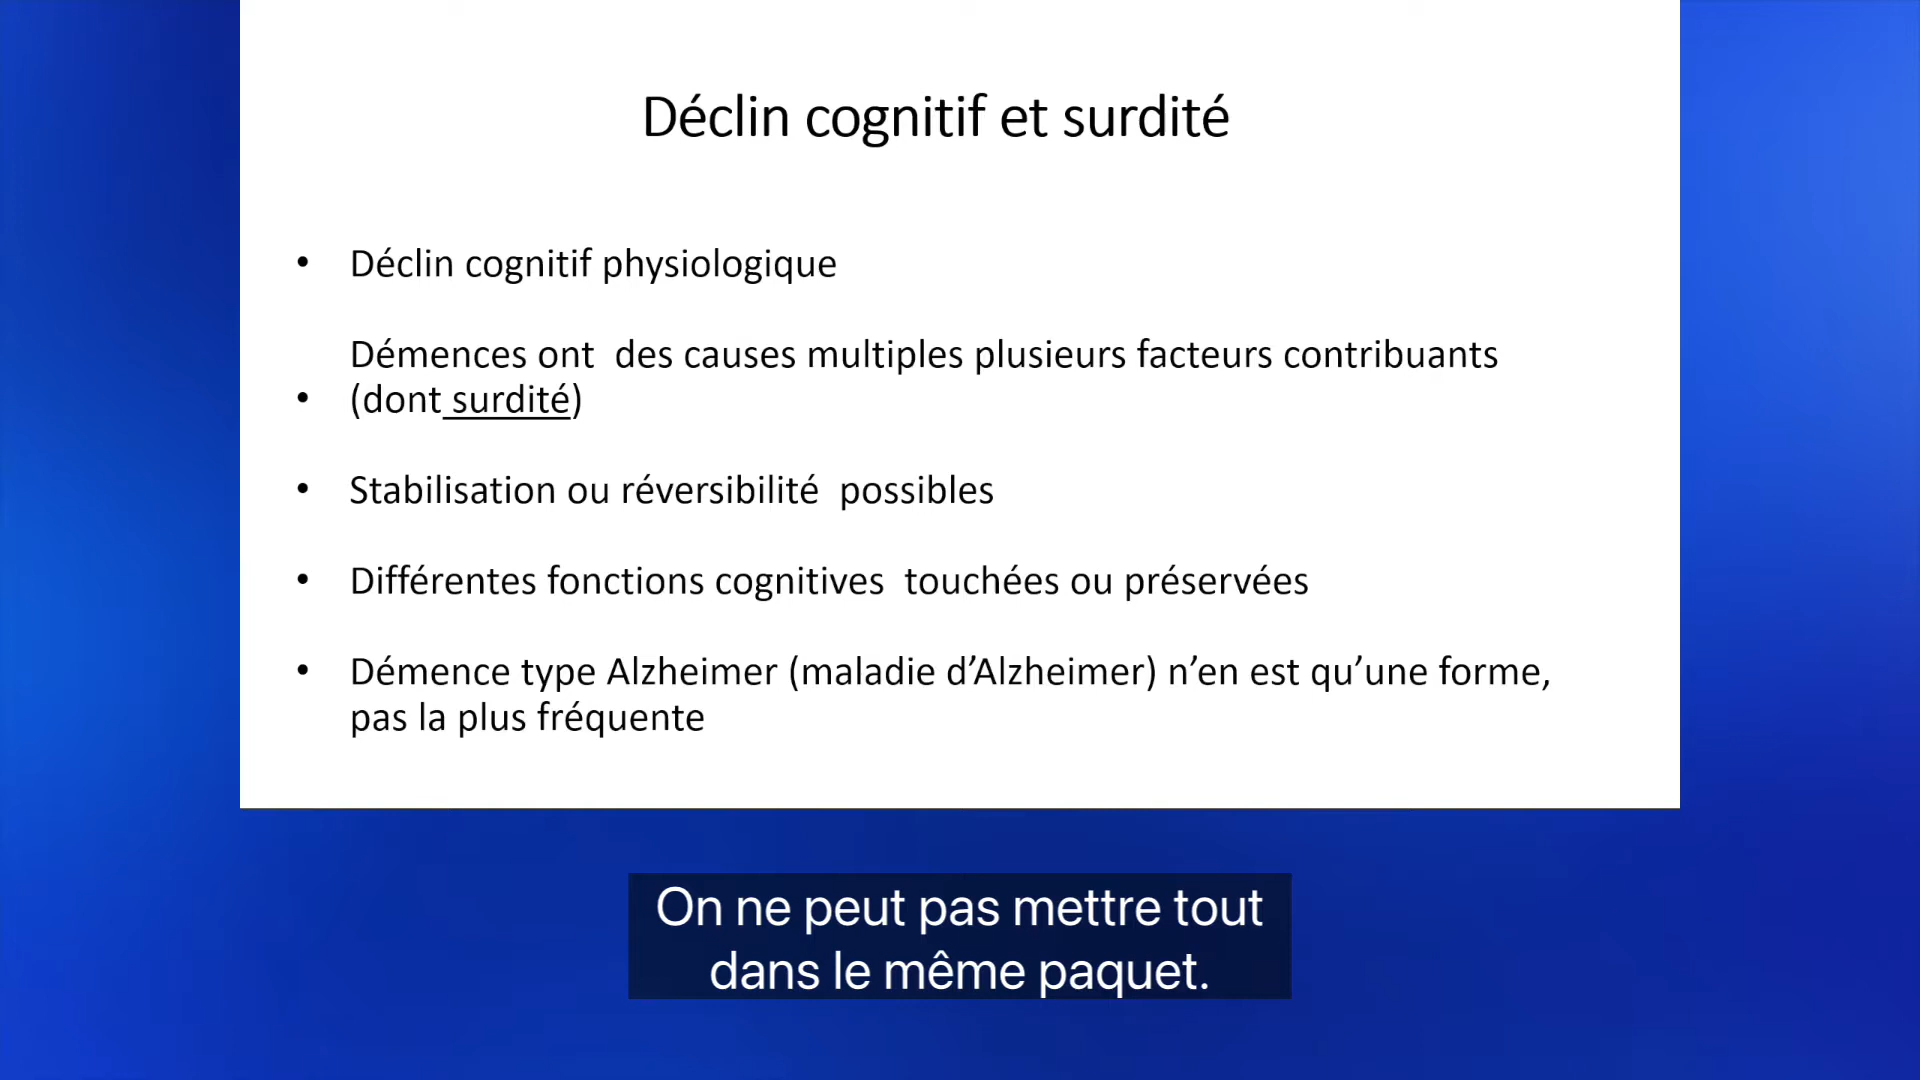 Déclin cognitif et surdité
• Déclin cognitif physiologique
Démences ont  des causes multiples plusieurs facteurs contribuants
• (dont surdité)
• Stabilisation ou réversibilité  possibles
• Différentes fonctions cognitives  touchées ou préservées
• Démence type Alzheimer (maladie d’Alzheimer) n’en est qu’une forme,
pas la plus fréquente
On ne peut pas mettre tout
dans le même paquet.